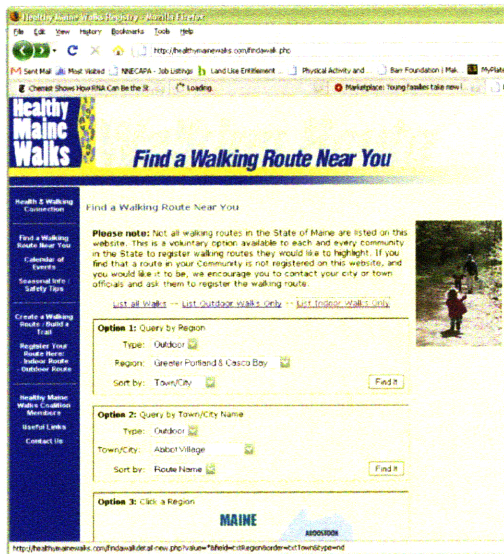 Healthy Maine Walks Registry - Mozilla Firefox
File Edit View History Bookmarks Tools Help
http://healthymainewalks.com/findawalk.php
Sent Mail Most Visited NNECAPA - Job Listings Land Use Entitlement ... Physical Activity and ... Barr Foundation | Mak... MyPlate
Chemist Shows How RNA Can Be the St... Loading... Marketplace: Young families take new l...
Healthy
Maine
Walks
Find a Walking Route Near You
Health & Walking
Connection
Find a Walking
Route Near You
Calendar of
Events
Seasonal Info /
Safety Tips
Create a Walking
Route / Build a
Trail
Register Your
Route Here:
- Indoor Route
- Outdoor Route
Healthy Maine
Walks Coalition
Members
Useful Links
Contact Us
Find a Walking Route Near You
Please note: Not all walking routes in the State of Maine are listed on this
website. This is a voluntary option available to each and every community
in the State to register walking routes they would like to highlight. If you
find that a route in your Community is not registered on this website, and
you would like it to be, we encourage you to contact your city or town
officials and ask them to register the walking route.
List all Walks -- List Outdoor Walks Only -- List Indoor Walks Only
Option 1: Query by Region
Type: Outdoor
Region: Greater Portland & Casco Bay
Sort by: Town/City Find It
Option 2: Query by Town/City Name
Type: Outdoor
Town/City: Abbot Village
Sort by: Route Name Find It
Option 3: Click a Region
MAINE
AROOSTOOK